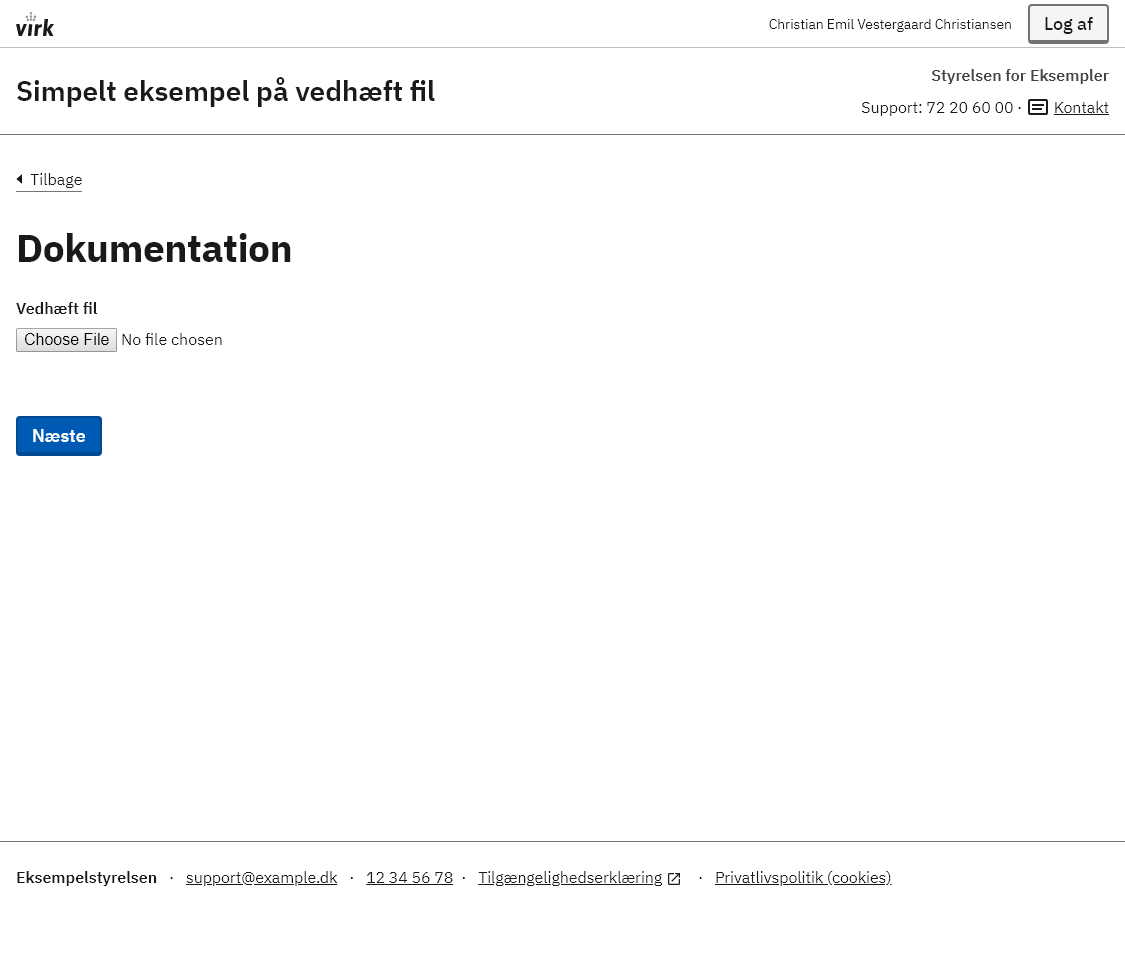 virk
Christian Emil Vestergaard Christiansen
Log af
Simpelt eksempel på vedhæft fil
Styrelsen for Eksempler
Support: 72 20 60 00 · Kontakt
Tilbage
Dokumentation
Vedhæft fil
Choose File No file chosen
Næste
Eksempelstyrelsen · support@example.dk · 12 34 56 78 · Tilgængelighedserklæring · Privatlivspolitik (cookies)